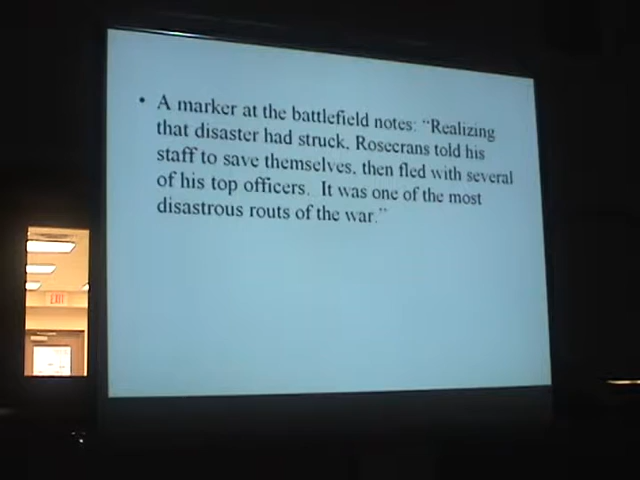 • A marker at the battlefield notes: “Realizing
that disaster had struck, Rosecrans told his
staff to save themselves, then fled with several
of his top officers.  It was one of the most
disastrous routs of the war.”
EXIT